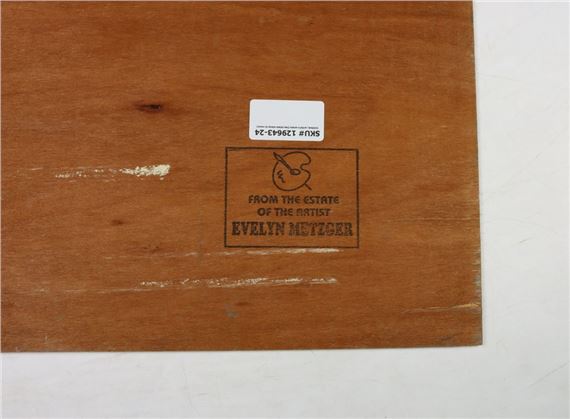 SKU# 129643-24
FROM THE ESTATE
OF THE ARTIST
EVELYN METZGER